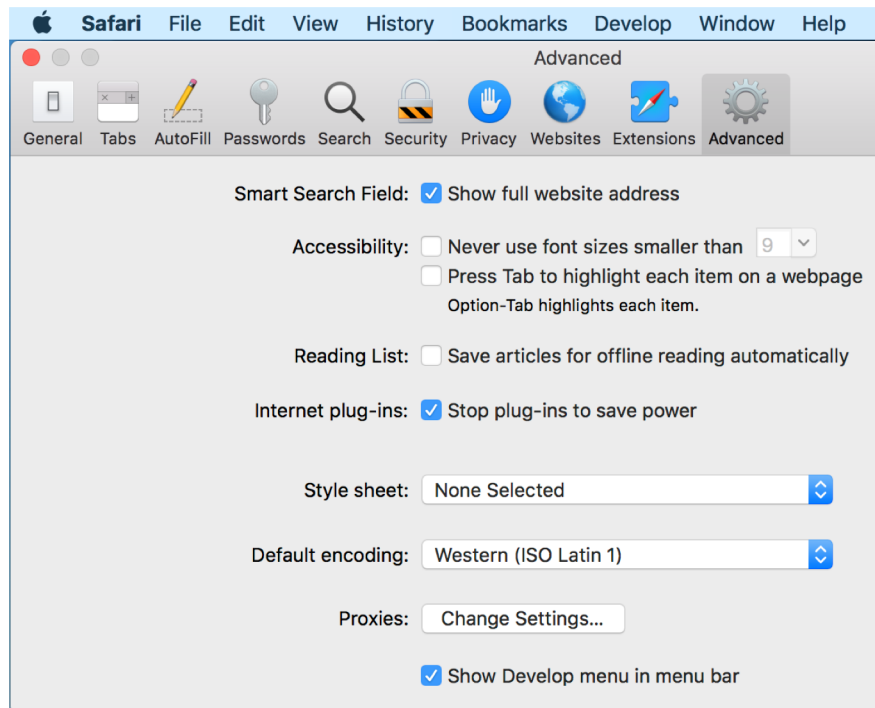 Safari File Edit View History Bookmarks Develop Window Help
Advanced
General Tabs AutoFill Passwords Search Security Privacy Websites Extensions Advanced
Smart Search Field: Show full website address
Accessibility: Never use font sizes smaller than 9
Press Tab to highlight each item on a webpage
Option-Tab highlights each item.
Reading List: Save articles for offline reading automatically
Internet plug-ins: Stop plug-ins to save power
Style sheet: None Selected
Default encoding: Western (ISO Latin 1)
Proxies: Change Settings...
Show Develop menu in menu bar